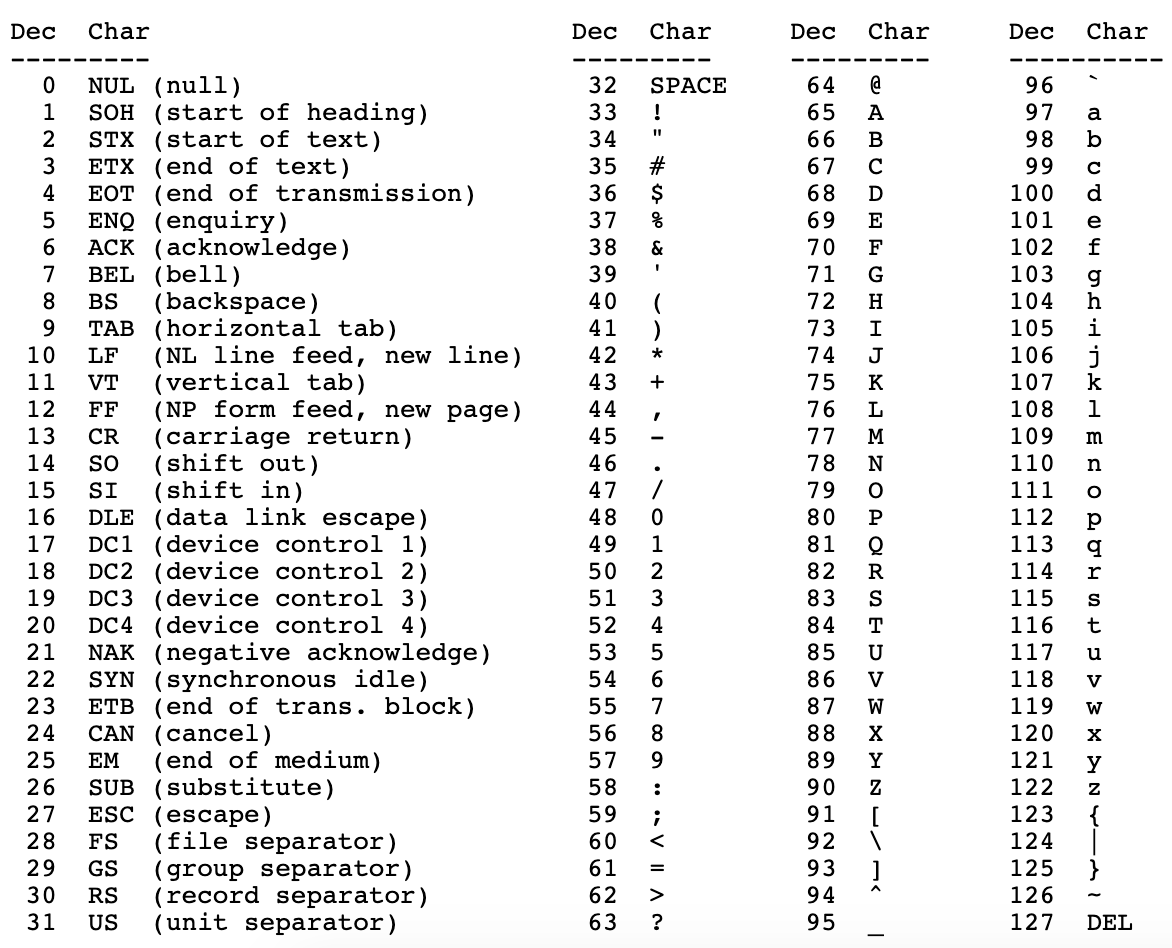 Dec  Char                           Dec  Char     Dec  Char     Dec  Char
---------                           ---------     ---------     ----------
  0  NUL (null)                      32  SPACE     64  @         96  `
  1  SOH (start of heading)          33  !         65  A         97  a
  2  STX (start of text)             34  "         66  B         98  b
  3  ETX (end of text)               35  #         67  C         99  c
  4  EOT (end of transmission)       36  $         68  D        100  d
  5  ENQ (enquiry)                   37  %         69  E        101  e
  6  ACK (acknowledge)               38  &         70  F        102  f
  7  BEL (bell)                      39  '         71  G        103  g
  8  BS  (backspace)                 40  (         72  H        104  h
  9  TAB (horizontal tab)            41  )         73  I        105  i
 10  LF  (NL line feed, new line)    42  *         74  J        106  j
 11  VT  (vertical tab)              43  +         75  K        107  k
 12  FF  (NP form feed, new page)    44  ,         76  L        108  l
 13  CR  (carriage return)           45  -         77  M        109  m
 14  SO  (shift out)                 46  .         78  N        110  n
 15  SI  (shift in)                  47  /         79  O        111  o
 16  DLE (data link escape)          48  0         80  P        112  p
 17  DC1 (device control 1)          49  1         81  Q        113  q
 18  DC2 (device control 2)          50  2         82  R        114  r
 19  DC3 (device control 3)          51  3         83  S        115  s
 20  DC4 (device control 4)          52  4         84  T        116  t
 21  NAK (negative acknowledge)      53  5         85  U        117  u
 22  SYN (synchronous idle)          54  6         86  V        118  v
 23  ETB (end of trans. block)       55  7         87  W        119  w
 24  CAN (cancel)                    56  8         88  X        120  x
 25  EM  (end of medium)             57  9         89  Y        121  y
 26  SUB (substitute)                58  :         90  Z        122  z
 27  ESC (escape)                    59  ;         91  [        123  {
 28  FS  (file separator)            60  <         92  \        124  |
 29  GS  (group separator)           61  =         93  ]        125  }
 30  RS  (record separator)          62  >         94  ^        126  ~
 31  US  (unit separator)            63  ?         95  _        127  DEL